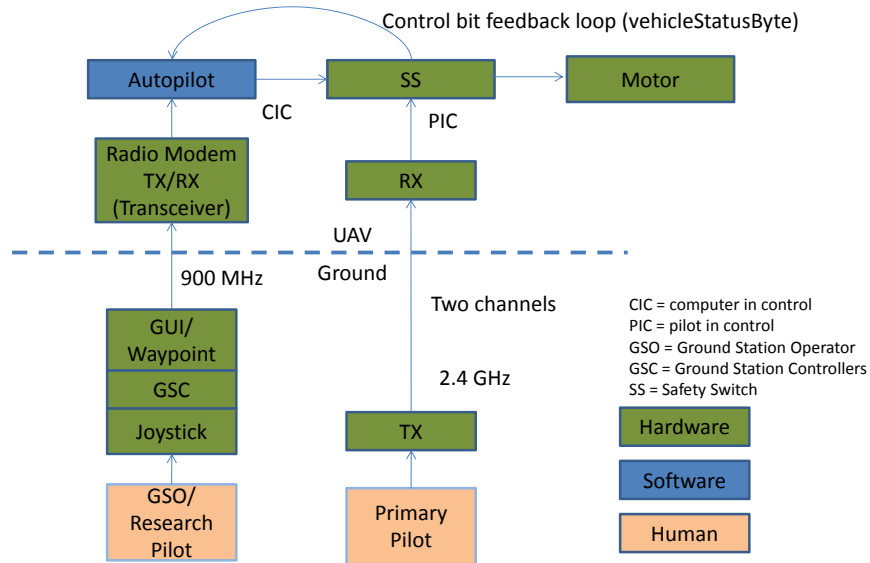 Control bit feedback loop (vehicleStatusByte)
Autopilot
SS
Motor
CIC
PIC
Radio Modem
TX/RX
(Transceiver)
RX
UAV
Ground
900 MHz
Two channels
2.4 GHz
GUI/
Waypoint
GSC
Joystick
TX
GSO/
Research
Pilot
Primary
Pilot
CIC = computer in control
PIC = pilot in control
GSO = Ground Station Operator
GSC = Ground Station Controllers
SS = Safety Switch
Hardware
Software
Human